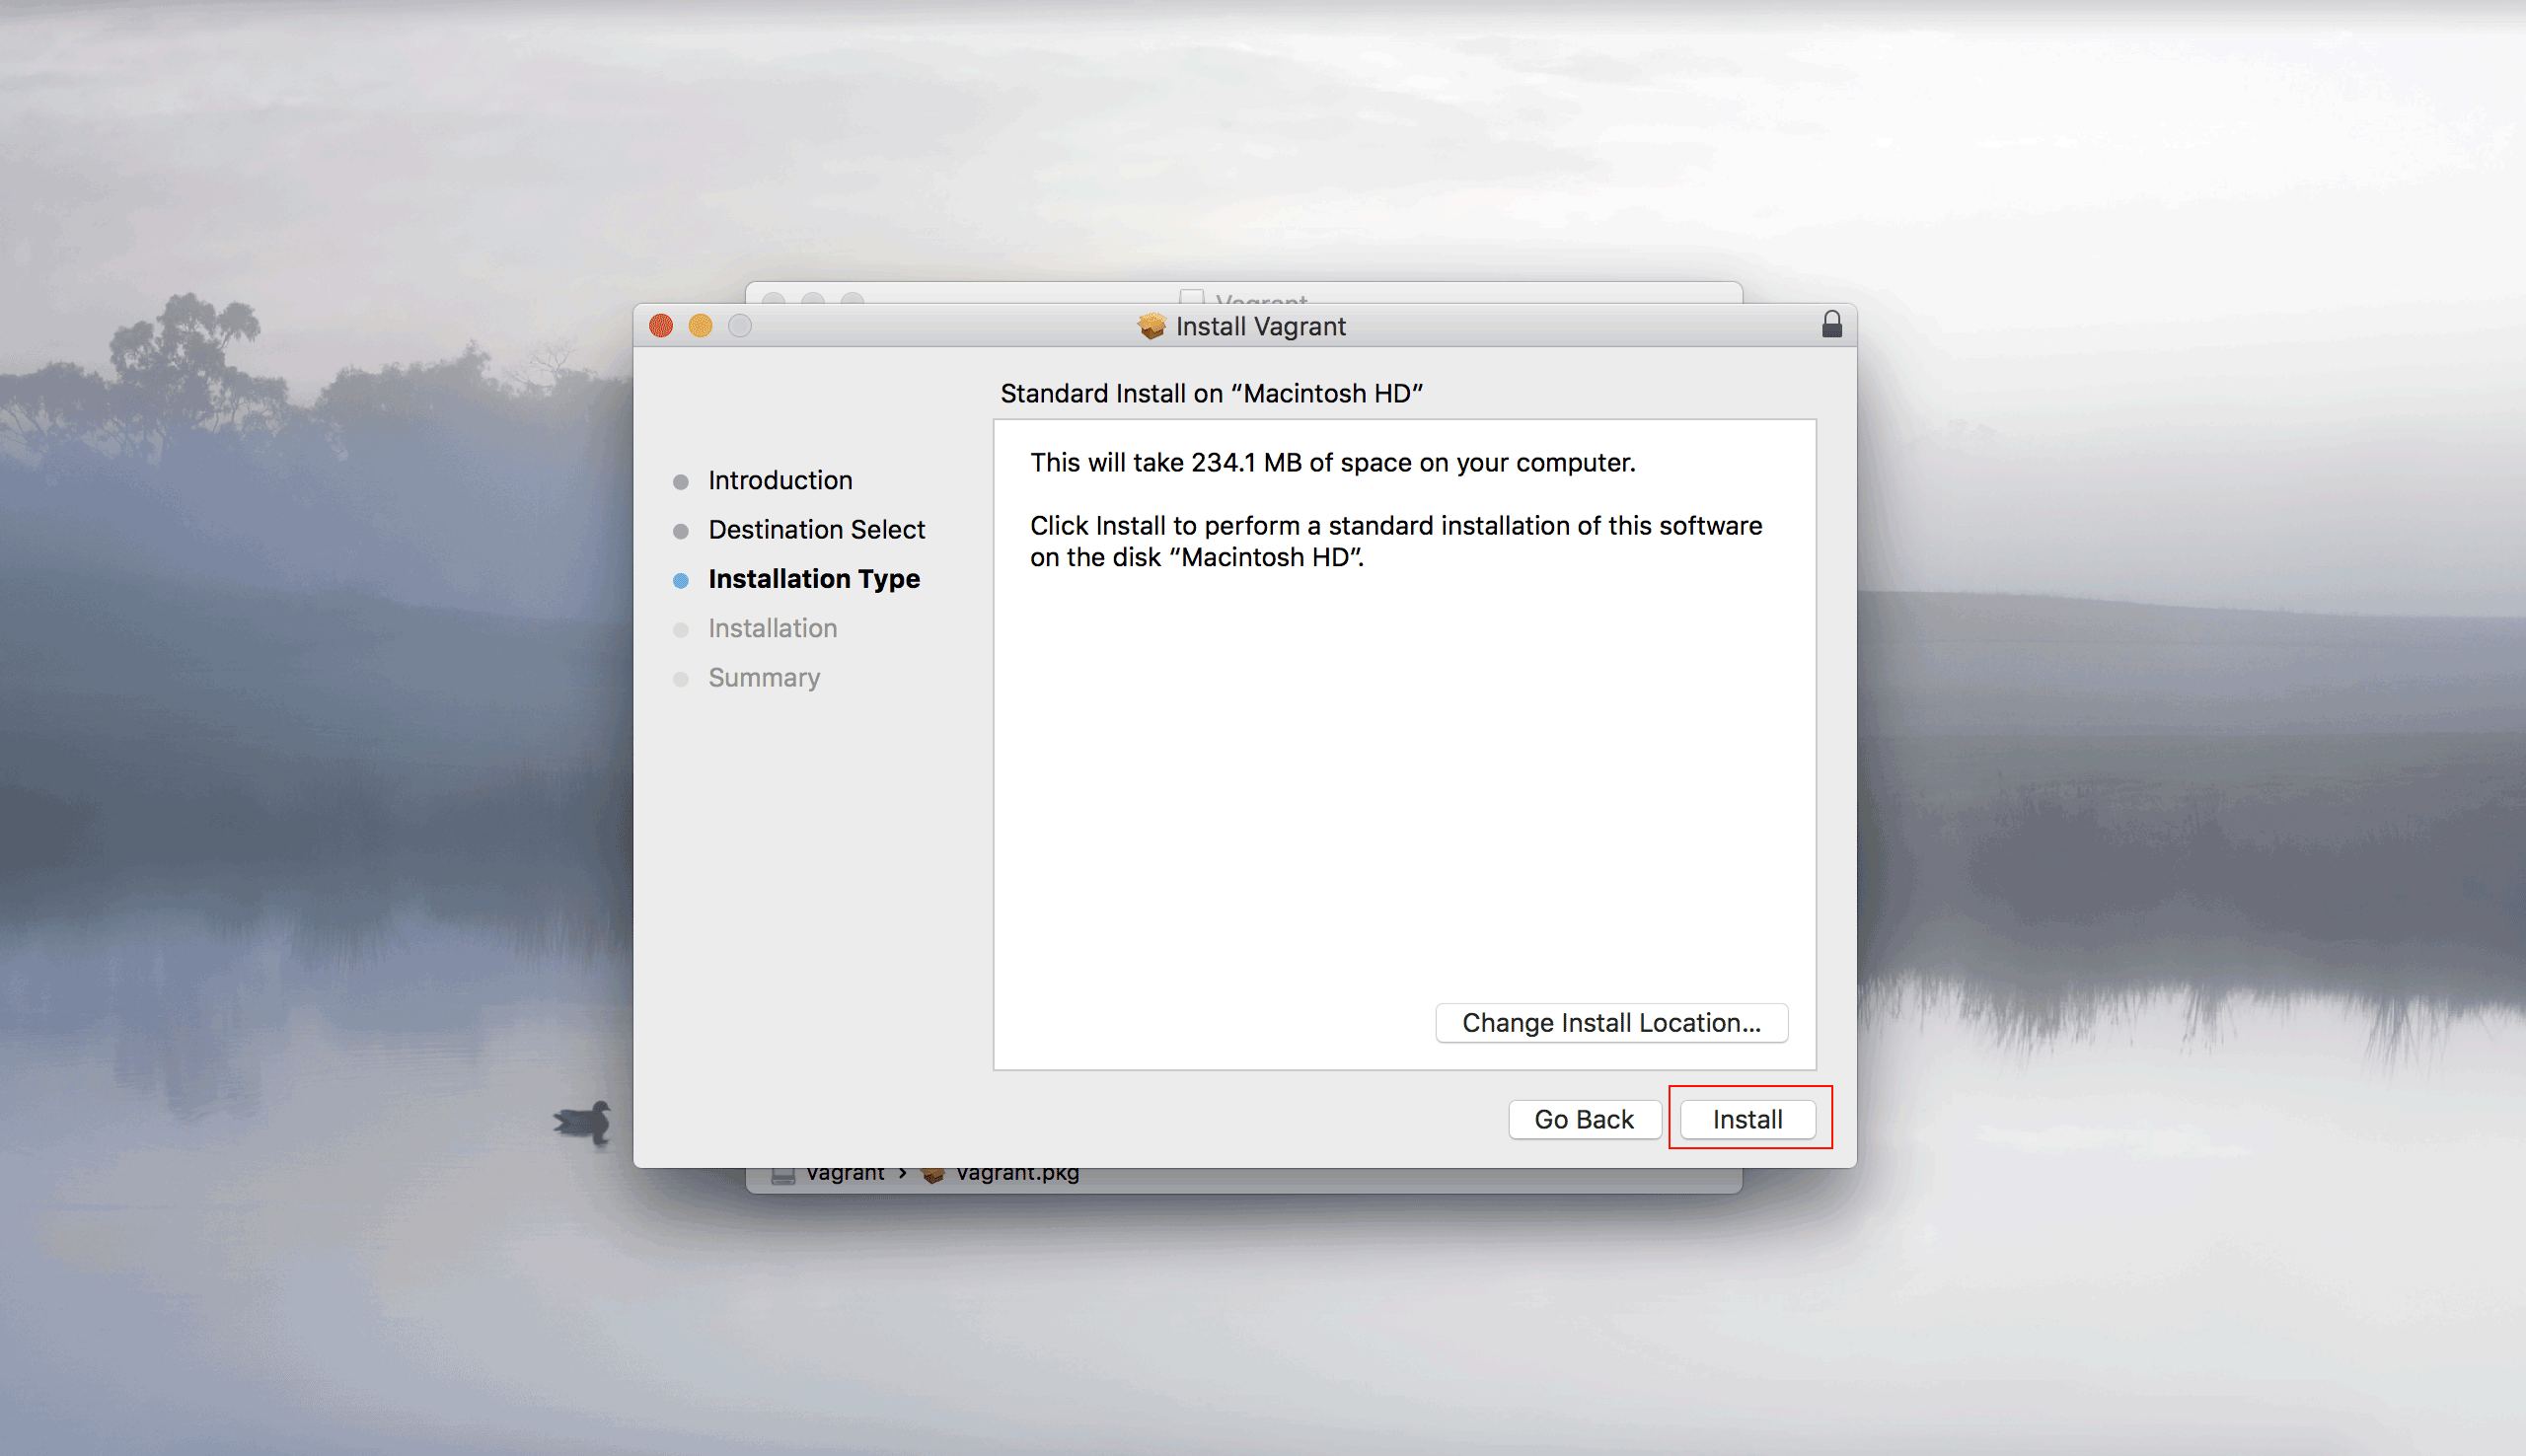 Vagrant
Install Vagrant
Standard Install on “Macintosh HD”
Introduction
Destination Select
Installation Type
Installation
Summary
This will take 234.1 MB of space on your computer.
Click Install to perform a standard installation of this software
on the disk “Macintosh HD”.
Change Install Location...
Go Back
Install
Vagrant › vagrant.pkg